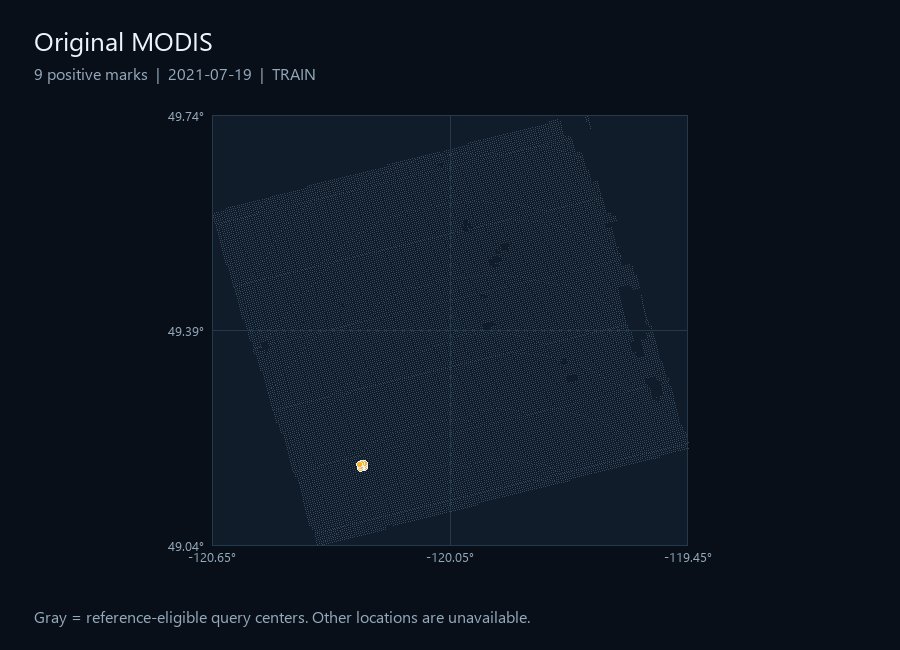 Original MODIS
9 positive marks | 2021-07-19 | TRAIN
49.74°
49.39°
49.04°
-120.65° -120.05° -119.45°
Gray = reference-eligible query centers. Other locations are unavailable.